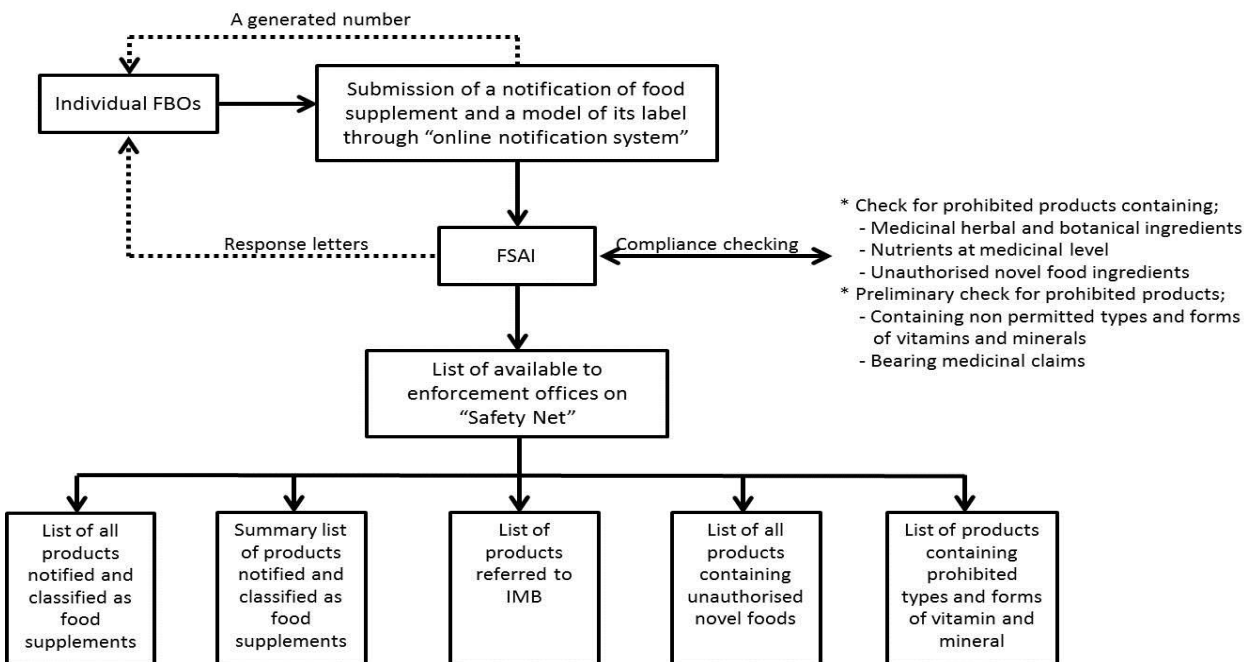 A generated number
Individual FBOs
Submission of a notification of food
supplement and a model of its label
through “online notification system”
* Check for prohibited products containing;
- Medicinal herbal and botanical ingredients
- Nutrients at medicinal level
- Unauthorised novel food ingredients
* Preliminary check for prohibited products;
- Containing non permitted types and forms
of vitamins and minerals
- Bearing medicinal claims
Response letters
FSAI
Compliance checking
List of available to
enforcement offices on
“Safety Net”
List of all
products
notified and
classified as
food
supplements
Summary list
of products
notified and
classified as
food
supplements
List of
products
referred to
IMB
List of all
products
containing
unauthorised
novel foods
List of products
containing
prohibited
types and forms
of vitamin and
mineral